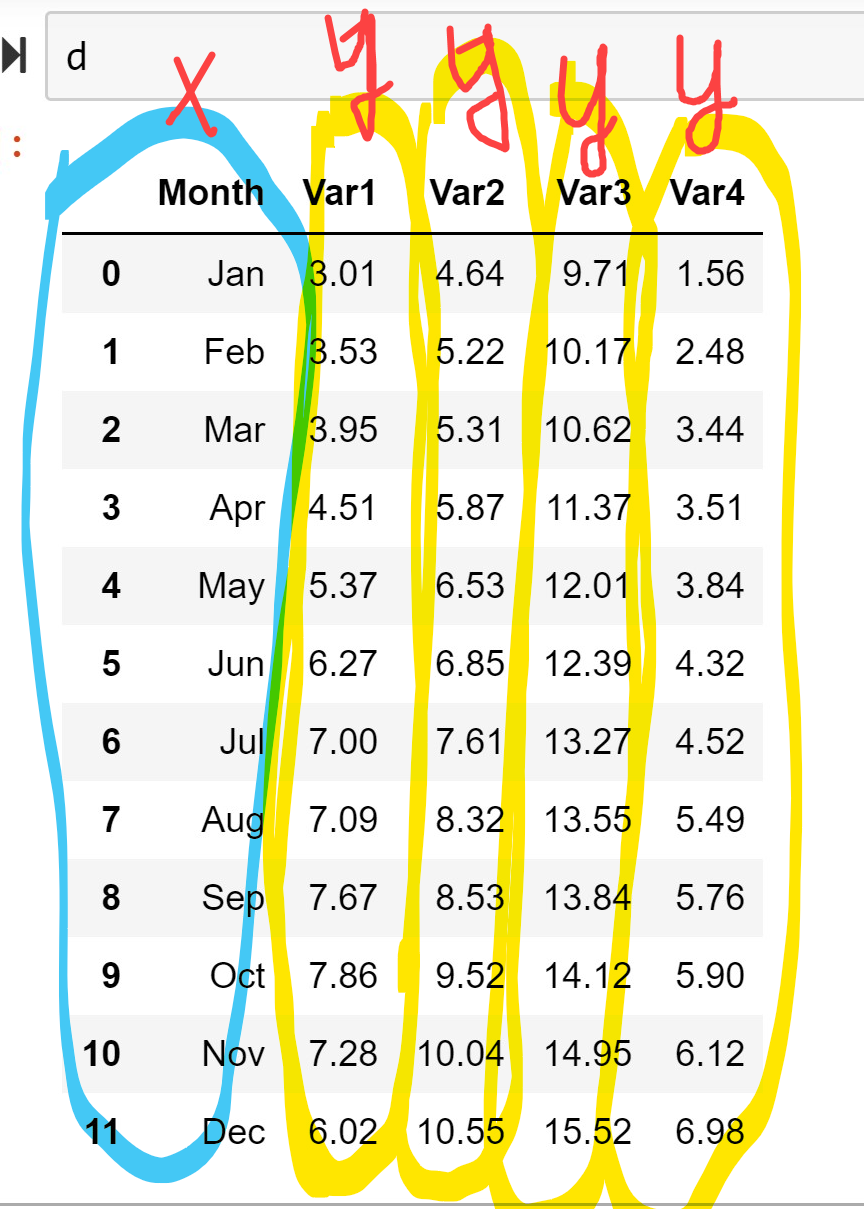 d
X y y y y
:
Month Var1 Var2 Var3 Var4
0 Jan 3.01 4.64 9.71 1.56
1 Feb 3.53 5.22 10.17 2.48
2 Mar 3.95 5.31 10.62 3.44
3 Apr 4.51 5.87 11.37 3.51
4 May 5.37 6.53 12.01 3.84
5 Jun 6.27 6.85 12.39 4.32
6 Jul 7.00 7.61 13.27 4.52
7 Aug 7.09 8.32 13.55 5.49
8 Sep 7.67 8.53 13.84 5.76
9 Oct 7.86 9.52 14.12 5.90
10 Nov 7.28 10.04 14.95 6.12
11 Dec 6.02 10.55 15.52 6.98